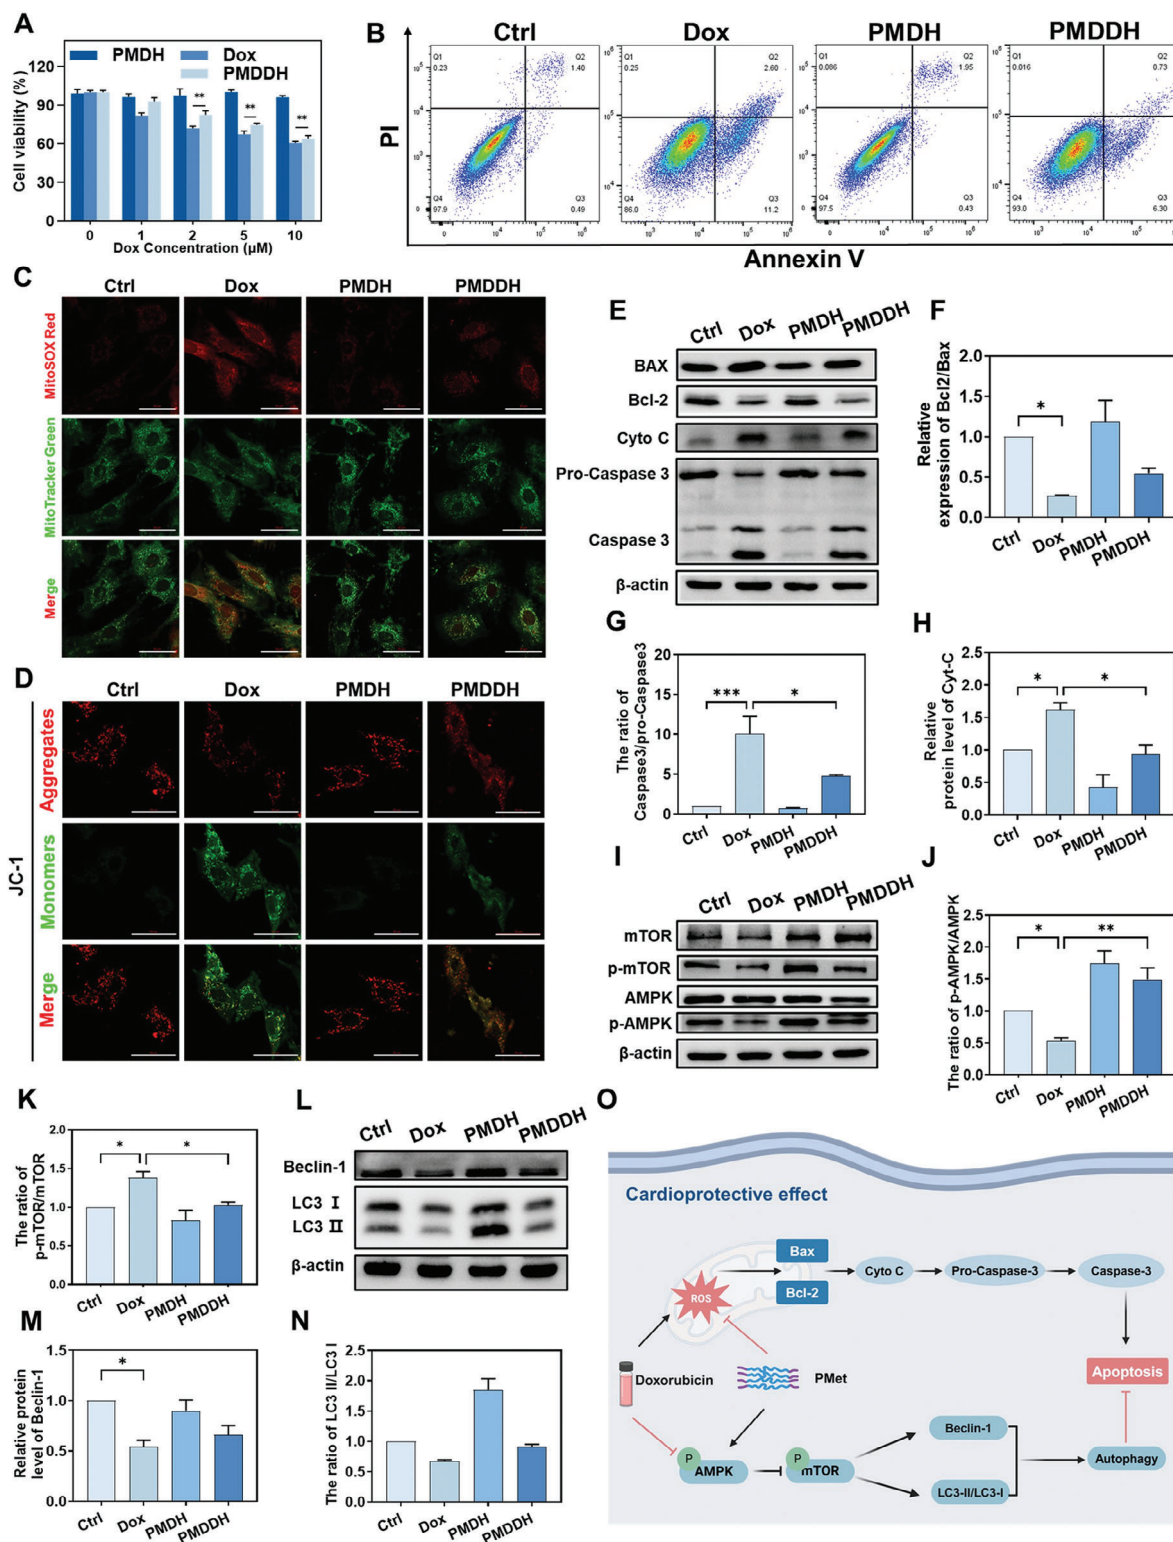 A
PMDH
Dox
PMDDH
Cell viability (%)
120
90
60
30
0
**
**
**
0
1
2
5
10
Dox Concentration (μM)
B
Ctrl
Dox
PMDH
PMDDH
Q1
0.23
Q2
1.40
Q4
97.9
Q3
0.49
Q1
0.25
Q2
2.60
Q4
86.0
Q3
11.2
Q1
0.086
Q2
1.95
Q4
97.5
Q3
0.43
Q1
0.016
Q2
0.73
Q4
93.0
Q3
6.30
PI
Annexin V
C
Ctrl
Dox
PMDH
PMDDH
MitoSOX Red
MitoTracker Green
Merge
D
Ctrl
Dox
PMDH
PMDDH
JC-1
Aggregates
Monomers
Merge
E
Ctrl
Dox
PMDH
PMDDH
BAX
Bcl-2
Cyto C
Pro-Caspase 3
Caspase 3
β-actin
F
Relative
expression of Bcl2/Bax
2.0
1.5
1.0
0.5
0.0
*
Ctrl
Dox
PMDH
PMDDH
G
The ratio of
Caspase3/pro-Caspase3
20
15
10
5
0
***
*
Ctrl
Dox
PMDH
PMDDH
H
Relative
protein level of Cyt-C
2.5
2.0
1.5
1.0
0.5
0.0
*
*
Ctrl
Dox
PMDH
PMDDH
I
Ctrl
Dox
PMDH
PMDDH
mTOR
p-mTOR
AMPK
p-AMPK
β-actin
J
The ratio of p-AMPK/AMPK
2.5
2.0
1.5
1.0
0.5
0.0
*
**
Ctrl
Dox
PMDH
PMDDH
K
The ratio of
p-mTOR/mTOR
2.0
1.5
1.0
0.5
0.0
*
*
Ctrl
Dox
PMDH
PMDDH
L
Ctrl
Dox
PMDH
PMDDH
Beclin-1
LC3 I
LC3 II
β-actin
M
Relative protein
level of Beclin-1
1.5
1.0
0.5
0.0
*
Ctrl
Dox
PMDH
PMDDH
N
The ratio of LC3 II/LC3 I
2.5
2.0
1.5
1.0
0.5
0.0
Ctrl
Dox
PMDH
PMDDH
O
Cardioprotective effect
ROS
Bax
Bcl-2
Cyto C
Pro-Caspase-3
Caspase-3
Doxorubicin
PMet
Apoptosis
P
AMPK
P
mTOR
Beclin-1
LC3-II/LC3-I
Autophagy